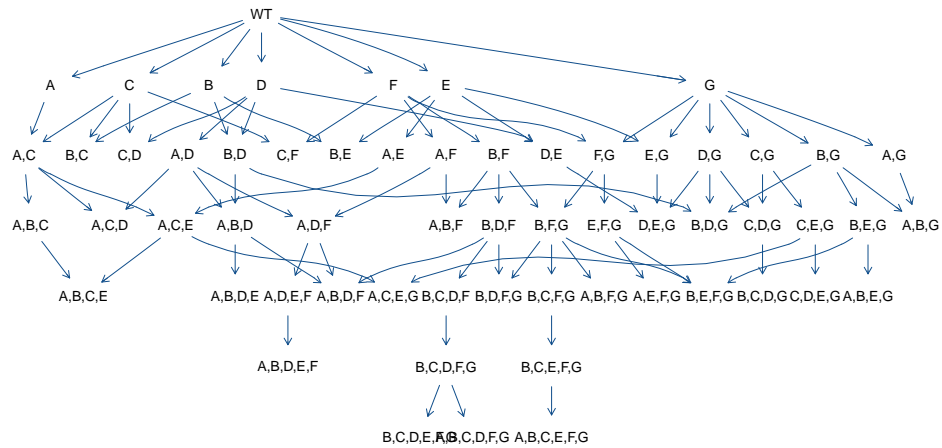 WT
A C B D F E G
A,C B,C C,D A,D B,D C,F B,E A,E A,F B,F D,E F,G E,G D,G C,G B,G A,G
A,B,C A,C,D A,C,E A,B,D A,D,F A,B,F B,D,F B,F,G E,F,G D,E,G B,D,G C,D,G C,E,G B,E,G A,B,G
A,B,C,E A,B,D,E A,D,E,F A,B,D,F A,C,E,G B,C,D,F B,D,F,G B,C,F,G A,B,F,G A,E,F,G B,E,F,G B,C,D,G C,D,E,G A,B,E,G
A,B,D,E,F B,C,D,F,G B,C,E,F,G
B,C,D,E,F,G A,B,C,D,F,G A,B,C,E,F,G